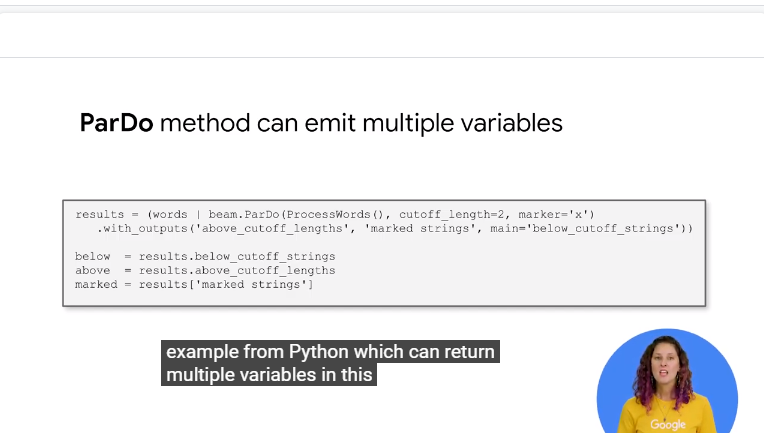 ParDo method can emit multiple variables
results = (words | beam.ParDo(ProcessWords(), cutoff_length=2, marker='x')
.with_outputs('above_cutoff_lengths', 'marked strings', main='below_cutoff_strings'))
below = results.below_cutoff_strings
above = results.above_cutoff_lengths
marked = results['marked strings']
example from Python which can return
multiple variables in this
Google